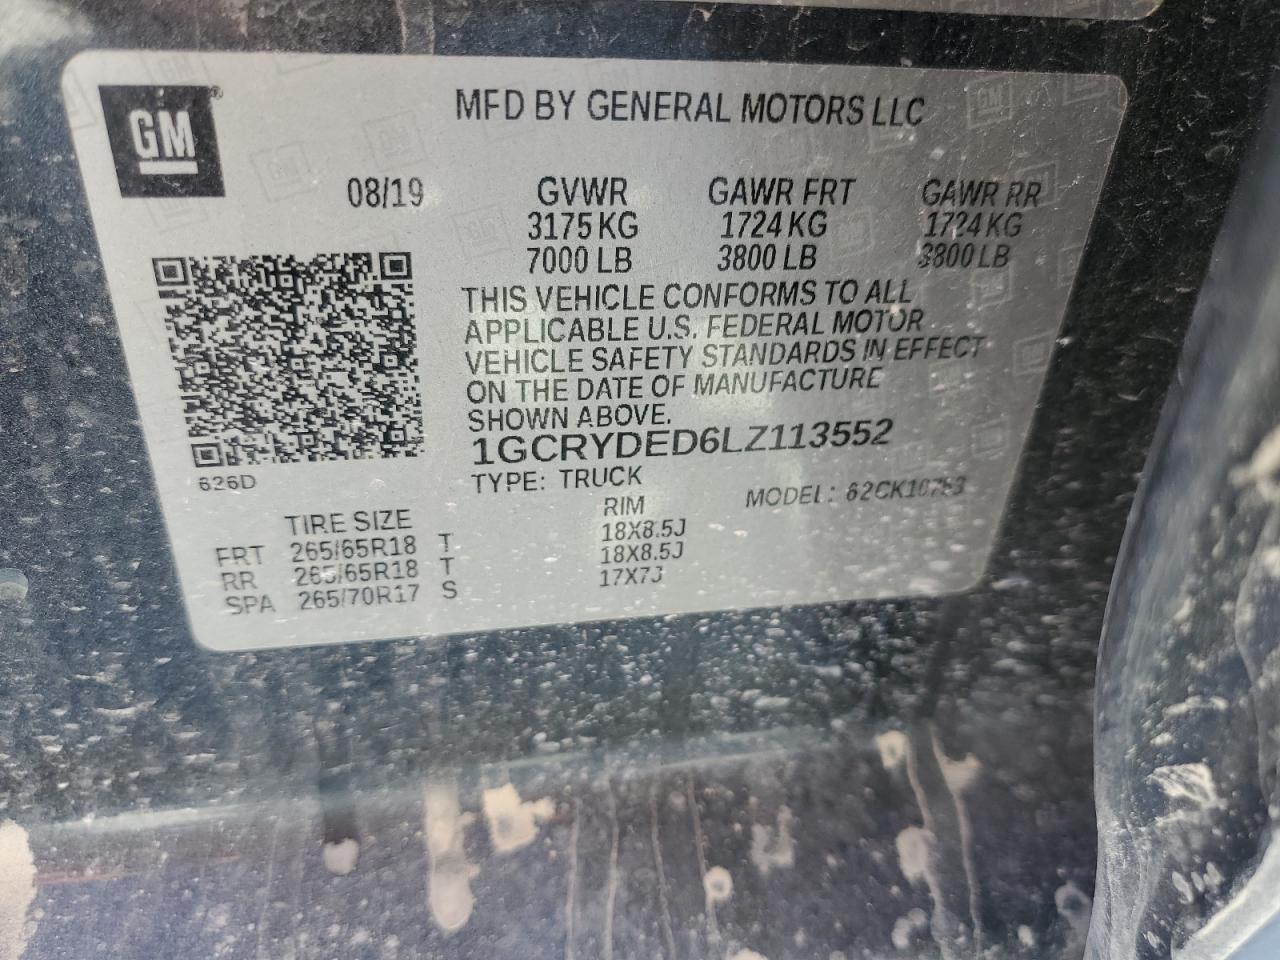 GM
MFD BY GENERAL MOTORS LLC
08/19 GVWR GAWR FRT GAWR RR
3175 KG 1724 KG 1724 KG
7000 LB 3800 LB 3800 LB
THIS VEHICLE CONFORMS TO ALL
APPLICABLE U.S. FEDERAL MOTOR
VEHICLE SAFETY STANDARDS IN EFFECT
ON THE DATE OF MANUFACTURE
SHOWN ABOVE.
1GCRYDED6LZ113552
626D
TYPE: TRUCK
MODEL:
TIRE SIZE RIM
FRT 265/65R18 T 18X8.5J
RR 265/65R18 T 18X8.5J
SPA 265/70R17 S 17X7J